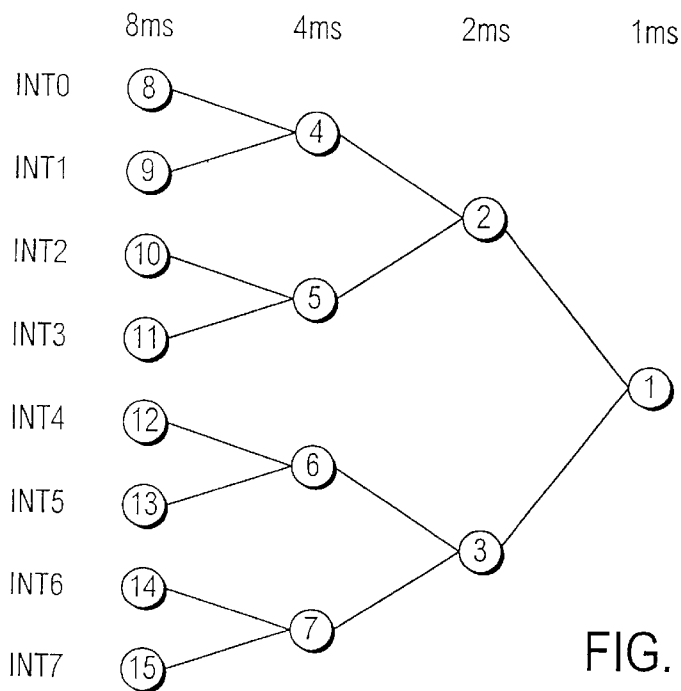 8ms 4ms 2ms 1ms
INT0 8
4
INT1 9
2
INT2 10
5
INT3 11
1
INT4 12
6
INT5 13
3
INT6 14
7
INT7 15
FIG.